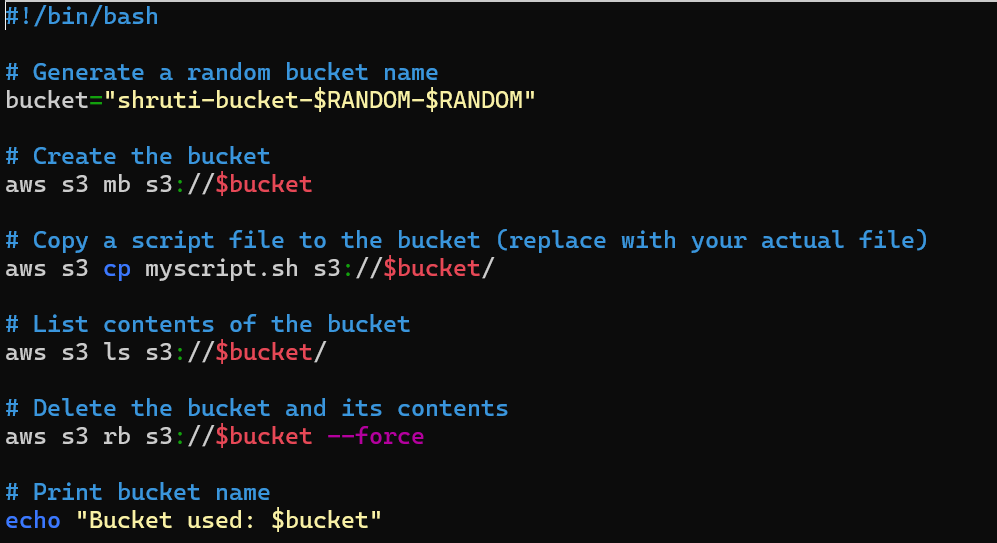 #!/bin/bash
# Generate a random bucket name
bucket="shruti-bucket-$RANDOM-$RANDOM"
# Create the bucket
aws s3 mb s3://$bucket
# Copy a script file to the bucket (replace with your actual file)
aws s3 cp myscript.sh s3://$bucket/
# List contents of the bucket
aws s3 ls s3://$bucket/
# Delete the bucket and its contents
aws s3 rb s3://$bucket --force
# Print bucket name
echo "Bucket used: $bucket"